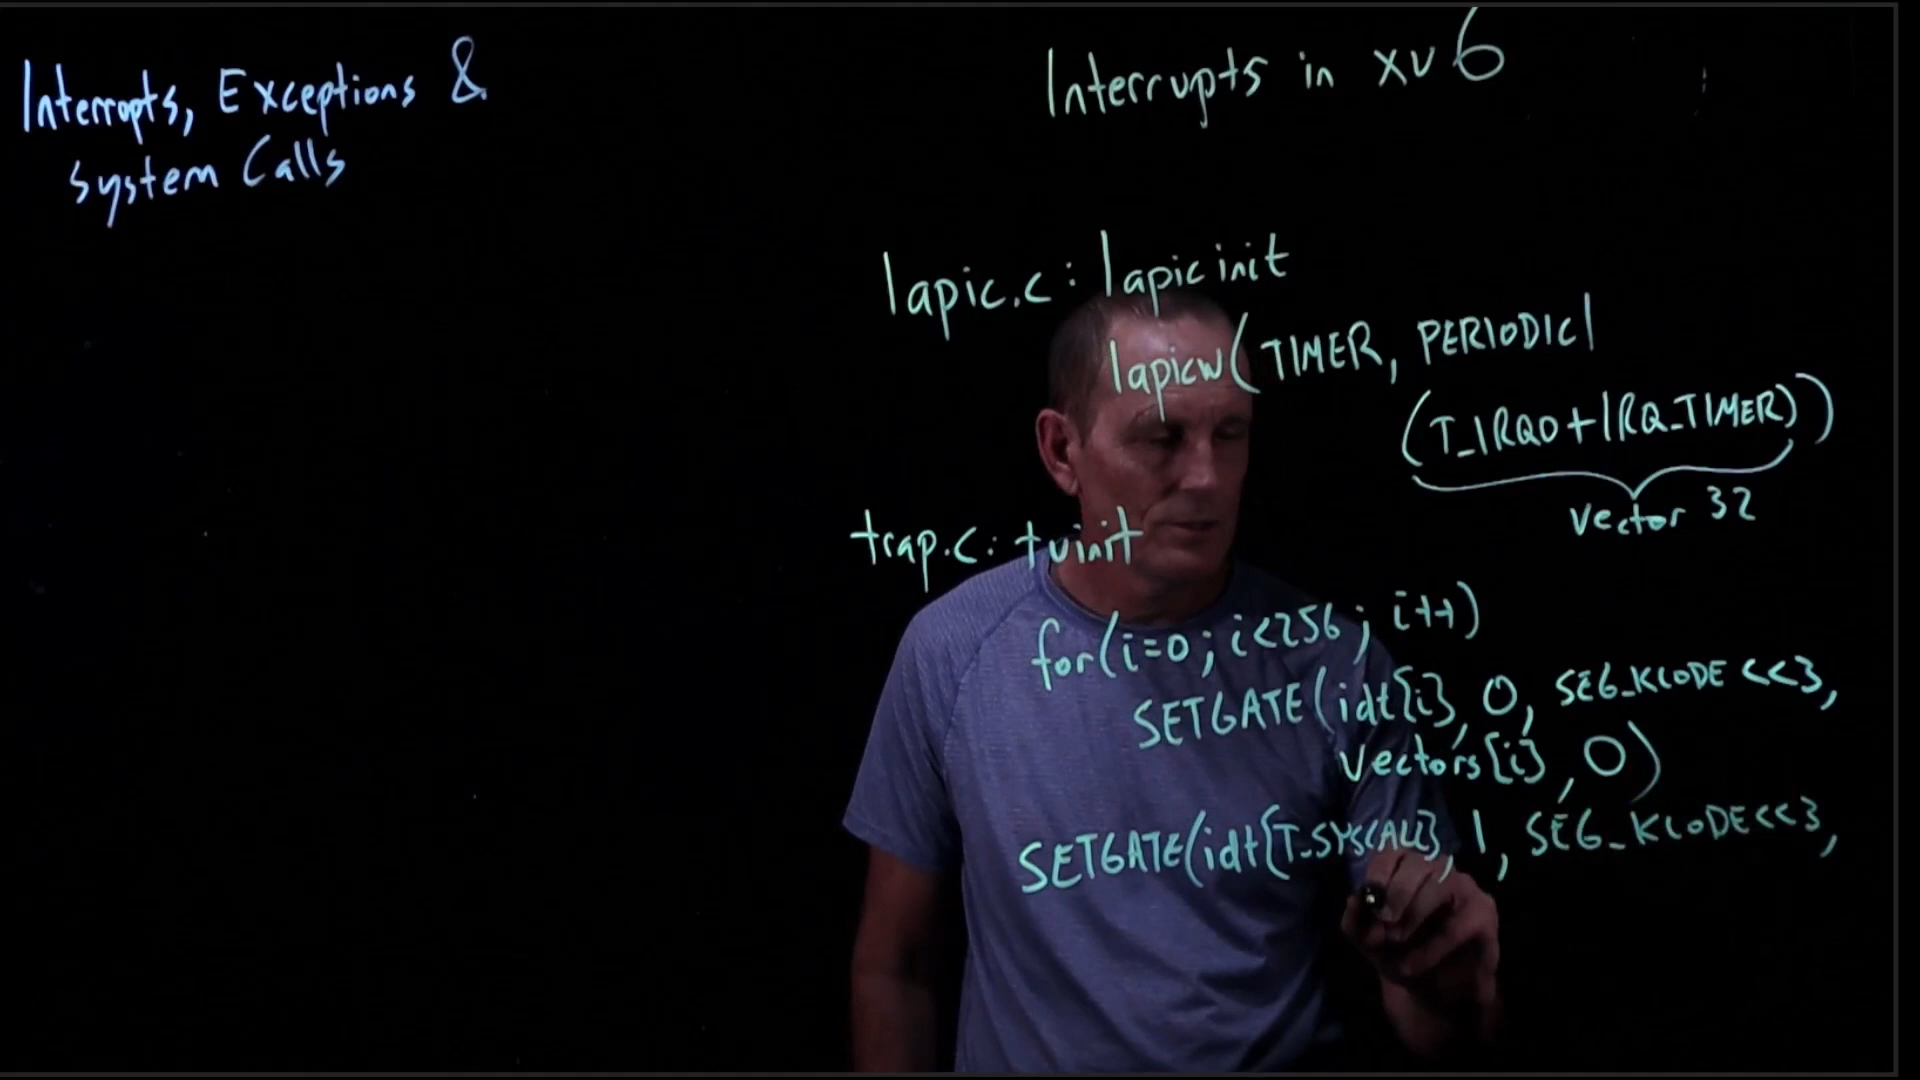 Interrupts, Exceptions &
System Calls
Interrupts in xv6
lapic.c: lapicinit
lapicw(TIMER, PERIODIC|
(T_IRQ0+IRQ_TIMER))
vector 32
trap.c: tvinit
for(i=0; i<256; i++)
SETGATE(idt[i], 0, SEG_KCODE<<3,
vectors[i], 0)
SETGATE(idt[T_SYSCALL], 1, SEG_KCODE<<3,